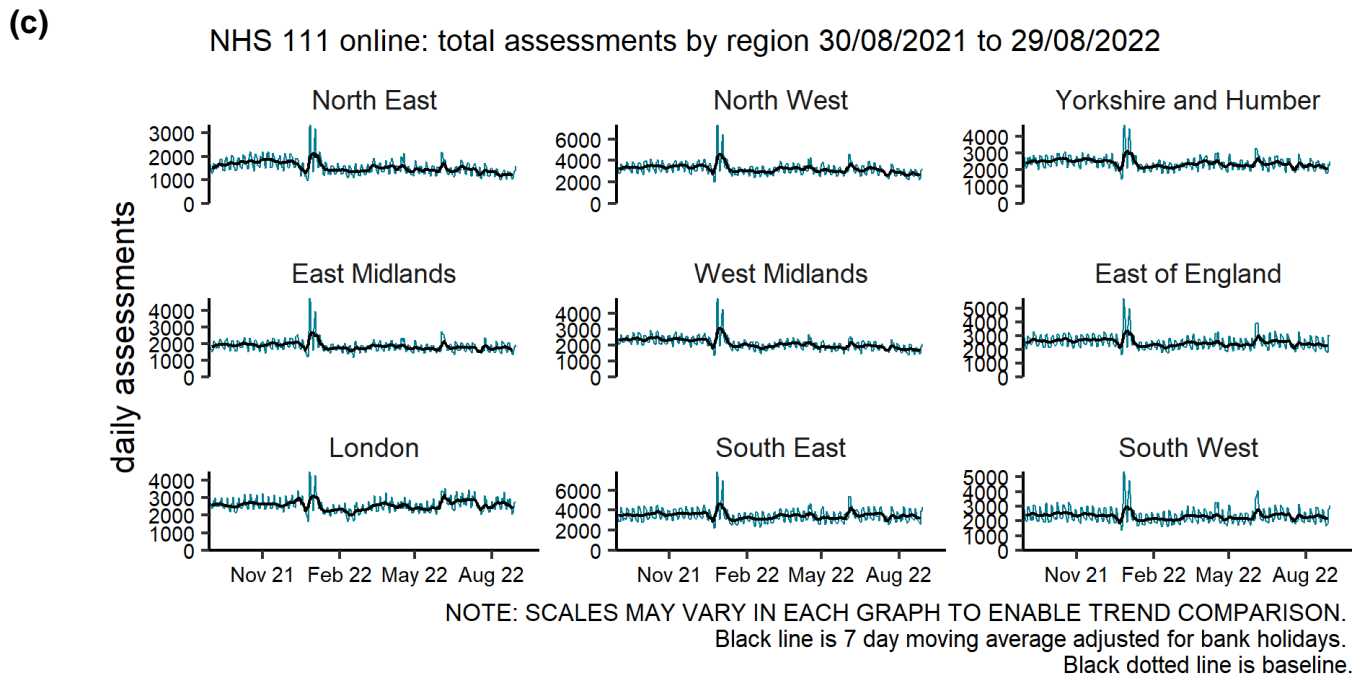 (c)
NHS 111 online: total assessments by region 30/08/2021 to 29/08/2022
daily assessments
North East
3000
2000
1000
0
North West
6000
4000
2000
0
Yorkshire and Humber
4000
3000
2000
1000
0
East Midlands
4000
3000
2000
1000
0
West Midlands
4000
3000
2000
1000
0
East of England
5000
4000
3000
2000
1000
0
London
4000
3000
2000
1000
0
Nov 21 Feb 22 May 22 Aug 22
South East
6000
4000
2000
0
Nov 21 Feb 22 May 22 Aug 22
South West
5000
4000
3000
2000
1000
0
Nov 21 Feb 22 May 22 Aug 22
NOTE: SCALES MAY VARY IN EACH GRAPH TO ENABLE TREND COMPARISON.
Black line is 7 day moving average adjusted for bank holidays.
Black dotted line is baseline.